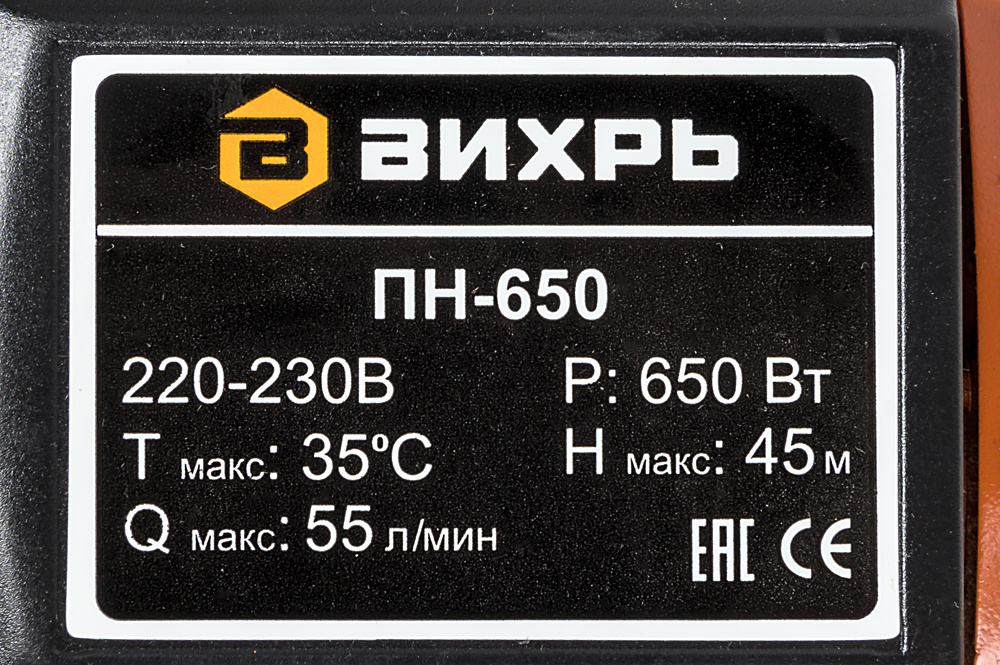 В ВИХРЬ
ПН-650
220-230В P: 650 Вт
T макс: 35ºC H макс: 45 м
Q макс: 55 л/мин
EAC CE